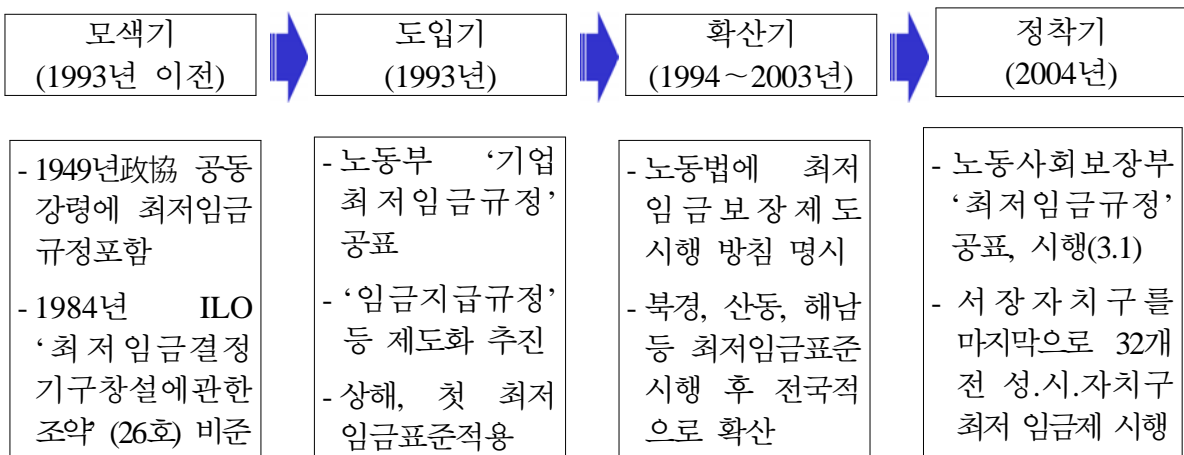 모색기
(1993년 이전)
도입기
(1993년)
확산기
(1994~2003년)
정착기
(2004년)
- 1949년政協 공동
강령에 최저임금
규정포함
- 1984년 ILO
‘최저임금결정
기구창설에관한
조약’ (26호) 비준
- 노동부 ‘기업
최저임금규정’
공표
- ‘임금지급규정’
등 제도화 추진
- 상해, 첫 최저
임금표준적용
- 노동법에 최저
임금보장제도
시행 방침 명시
- 북경, 산동, 해남
등 최저임금표준
시행 후 전국적
으로 확산
- 노동사회보장부
‘최저임금규정’
공표, 시행(3.1)
- 서장자치구를
마지막으로 32개
전 성.시.자치구
최저 임금제 시행